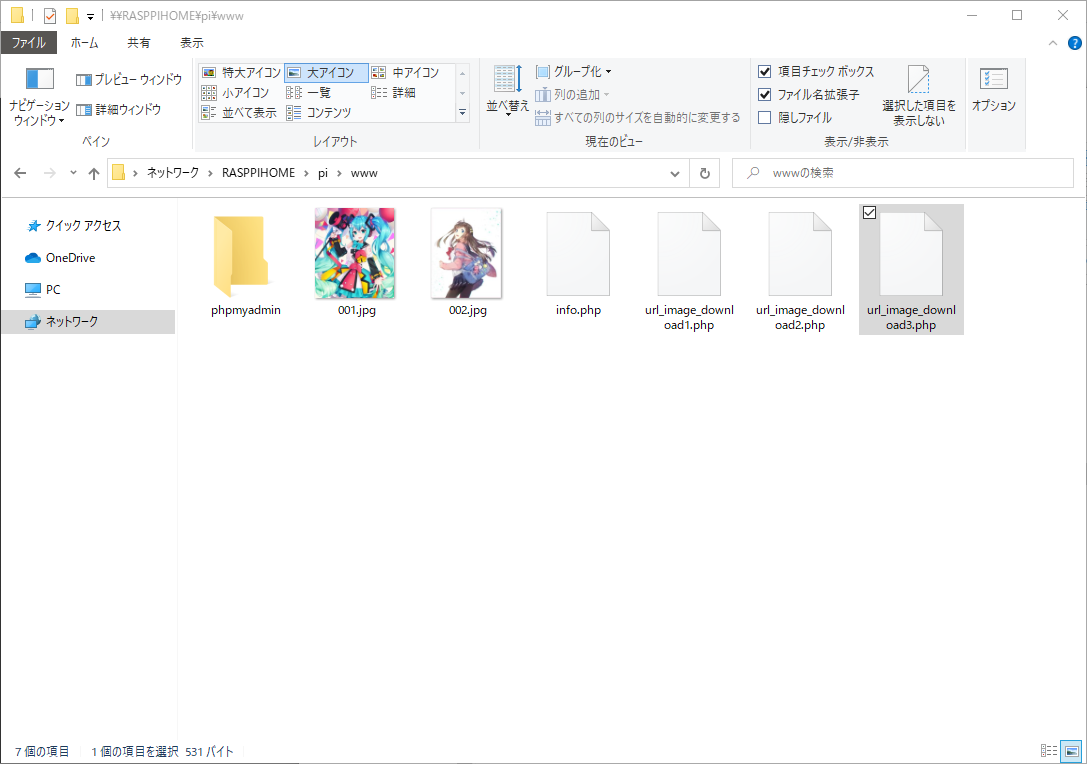 ¥¥RASPPIHOME¥pi¥www
ファイル ホーム 共有 表示
ナビゲーション ウィンドウ
プレビュー ウィンドウ
詳細ウィンドウ
ペイン
特大アイコン 大アイコン 中アイコン
小アイコン 一覧 詳細
並べて表示 コンテンツ
レイアウト
並べ替え
グループ化
列の追加
すべての列のサイズを自動的に変更する
現在のビュー
項目チェック ボックス
ファイル名拡張子
隠しファイル
選択した項目を
表示しない
表示/非表示
オプション
ネットワーク > RASPPIHOME > pi > www
wwwの検索
クイック アクセス
OneDrive
PC
ネットワーク
phpmyadmin
001.jpg
002.jpg
info.php
url_image_downl
oad1.php
url_image_downl
oad2.php
url_image_downl
oad3.php
7 個の項目 1 個の項目を選択 531 バイト